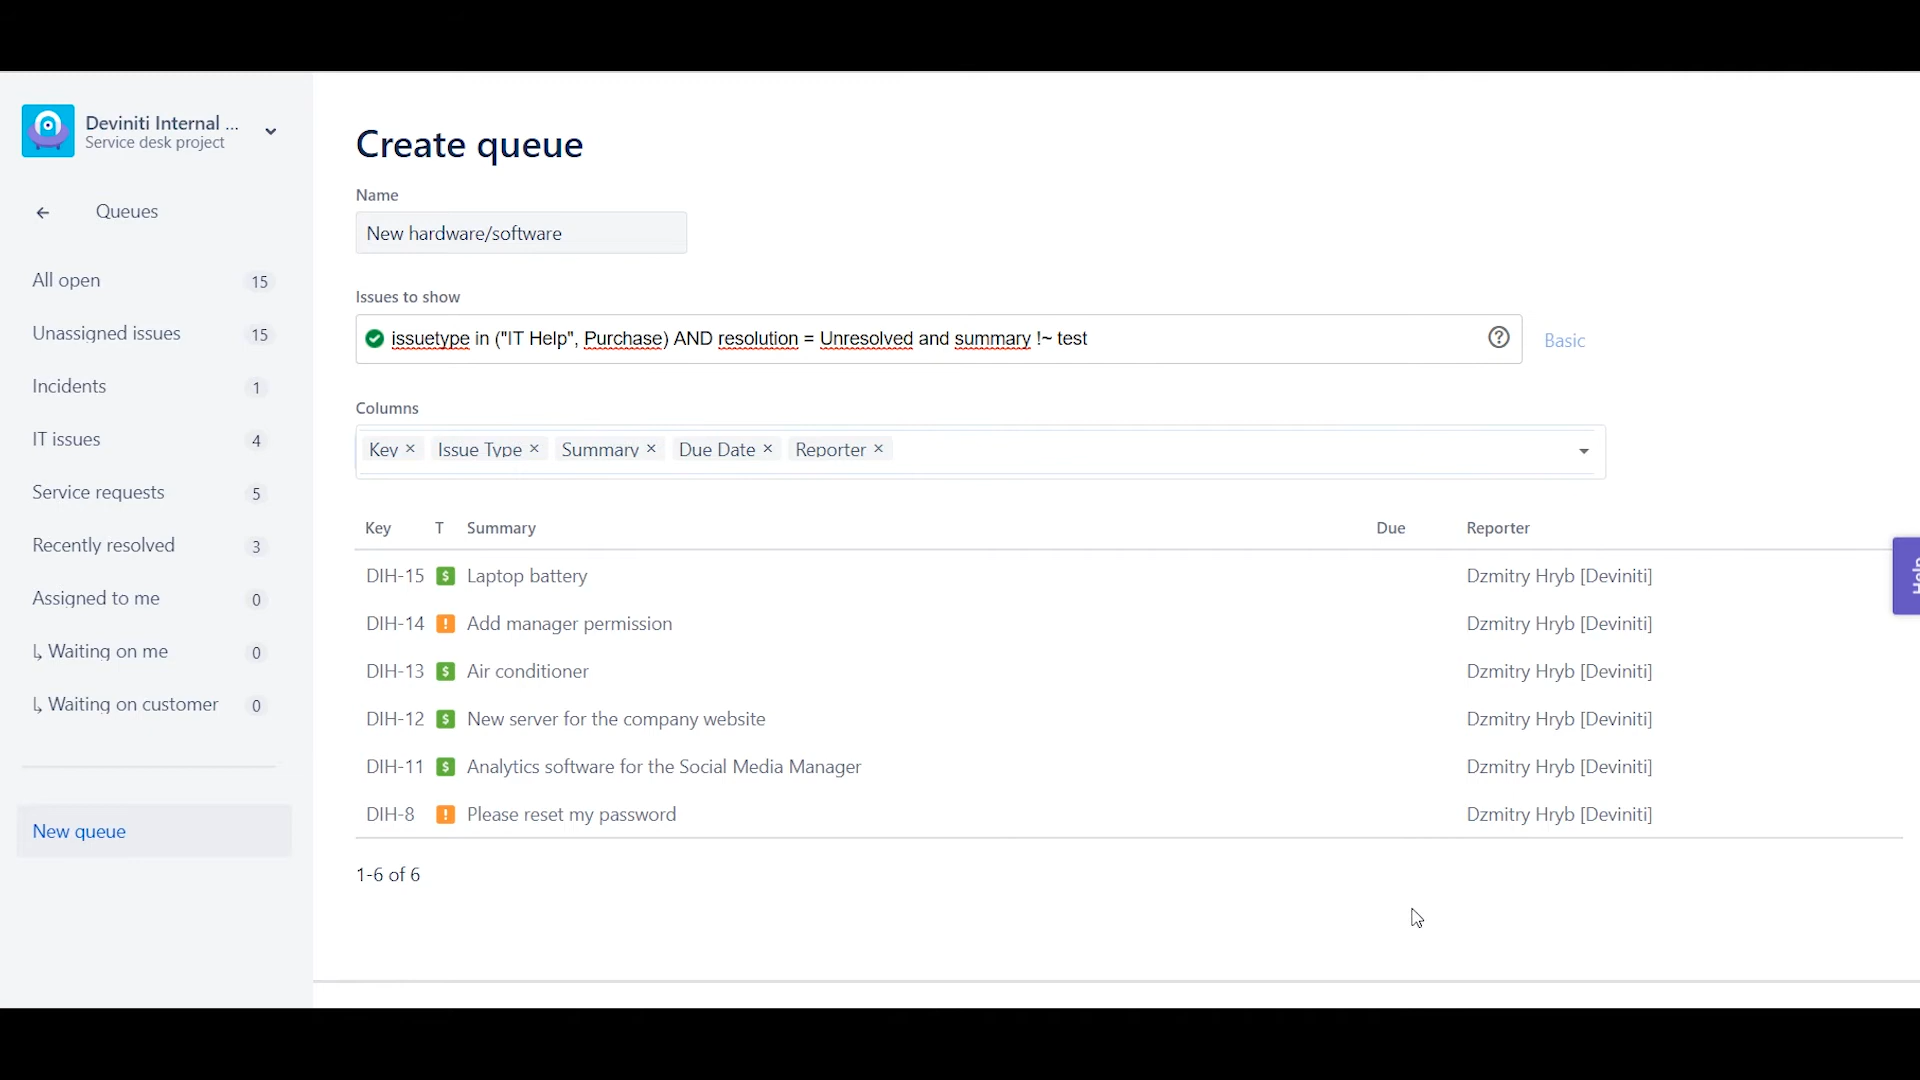 Deviniti Internal ...
Service desk project
Queues
All open 15
Unassigned issues 15
Incidents 1
IT issues 4
Service requests 5
Recently resolved 3
Assigned to me 0
↳ Waiting on me 0
↳ Waiting on customer 0
New queue
Create queue
Name
New hardware/software
Issues to show
issuetype in ("IT Help", Purchase) AND resolution = Unresolved and summary !~ test
Basic
Columns
Key × Issue Type × Summary × Due Date × Reporter ×
Key T Summary Due Reporter
DIH-15 Laptop battery Dzmitry Hryb [Deviniti]
DIH-14 Add manager permission Dzmitry Hryb [Deviniti]
DIH-13 Air conditioner Dzmitry Hryb [Deviniti]
DIH-12 New server for the company website Dzmitry Hryb [Deviniti]
DIH-11 Analytics software for the Social Media Manager Dzmitry Hryb [Deviniti]
DIH-8 Please reset my password Dzmitry Hryb [Deviniti]
1-6 of 6
Help